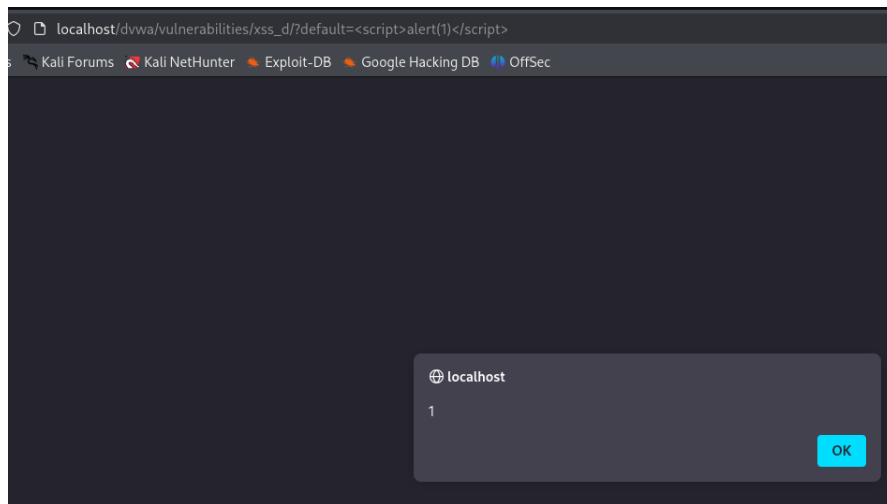 localhost/dvwa/vulnerabilities/xss_d/?default=<script>alert(1)</script>
s Kali Forums Kali NetHunter Exploit-DB Google Hacking DB OffSec
localhost
1
OK